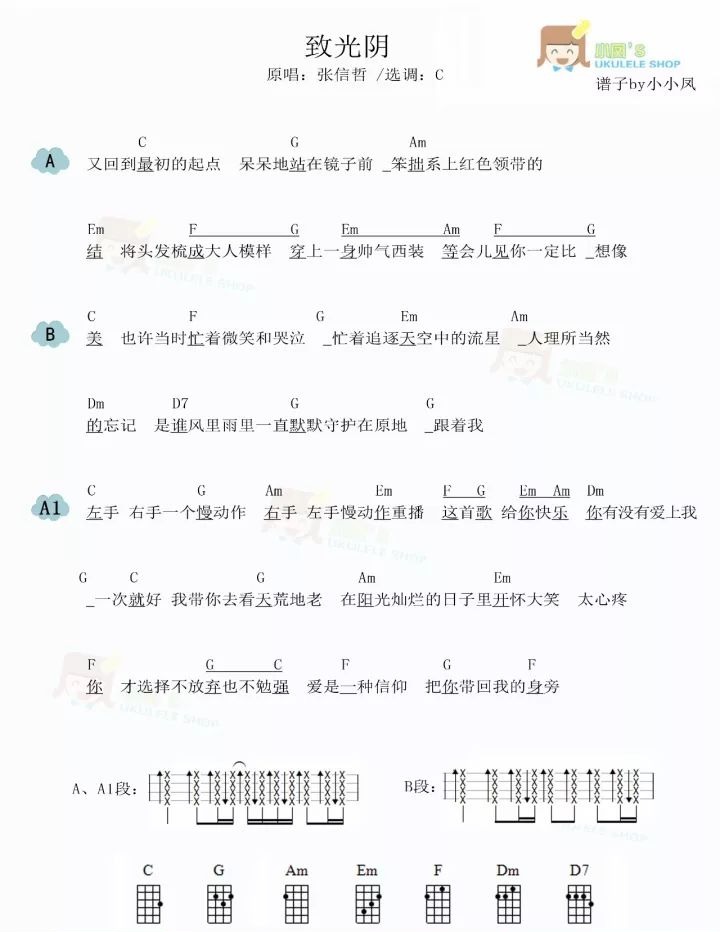 致光阴
原唱：张信哲 /选调：C
小风's
UKULELE SHOP
谱子by小小凤
C G Am
A 又回到最初的起点 呆呆地站在镜子前 _笨拙系上红色领带的
Em F G Em Am F G
结 将头发梳成大人模样 穿上一身帅气西装 等会儿见你一定比 _想像
C F G Em Am
B 美 也许当时忙着微笑和哭泣 _忙着追逐天空中的流星 _人理所当然
Dm D7 G G
的忘记 是谁风里雨里一直默默守护在原地 _跟着我
C G Am Em F G Em Am Dm
A1 左手 右手一个慢动作 右手 左手慢动作重播 这首歌 给你快乐 你有没有爱上我
G C G Am Em
_一次就好 我带你去看天荒地老 在阳光灿烂的日子里开怀大笑 太心疼
F G C F G F
你 才选择不放弃也不勉强 爱是一种信仰 把你带回我的身旁
A、A1段：
B段：
C G Am Em F Dm D7